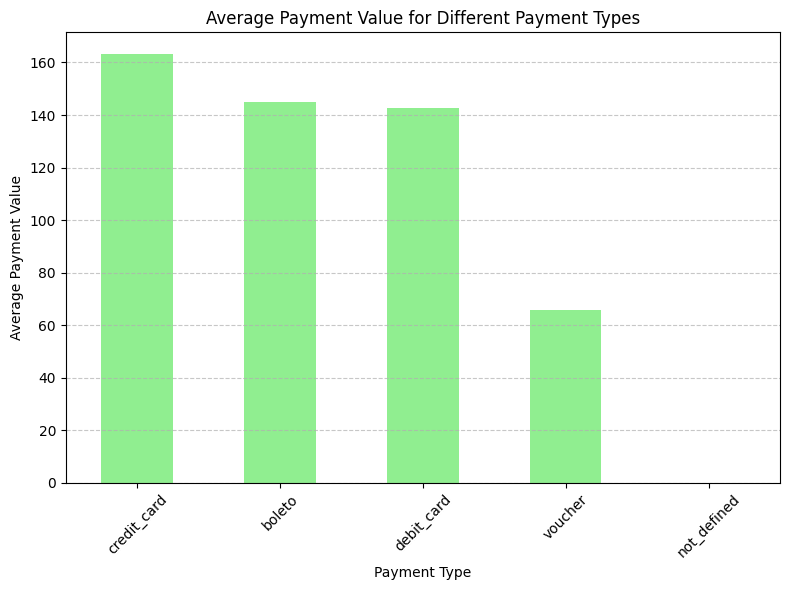 Average Payment Value for Different Payment Types
Average Payment Value
160
140
120
100
80
60
40
20
0
credit_card
boleto
debit_card
voucher
not_defined
Payment Type